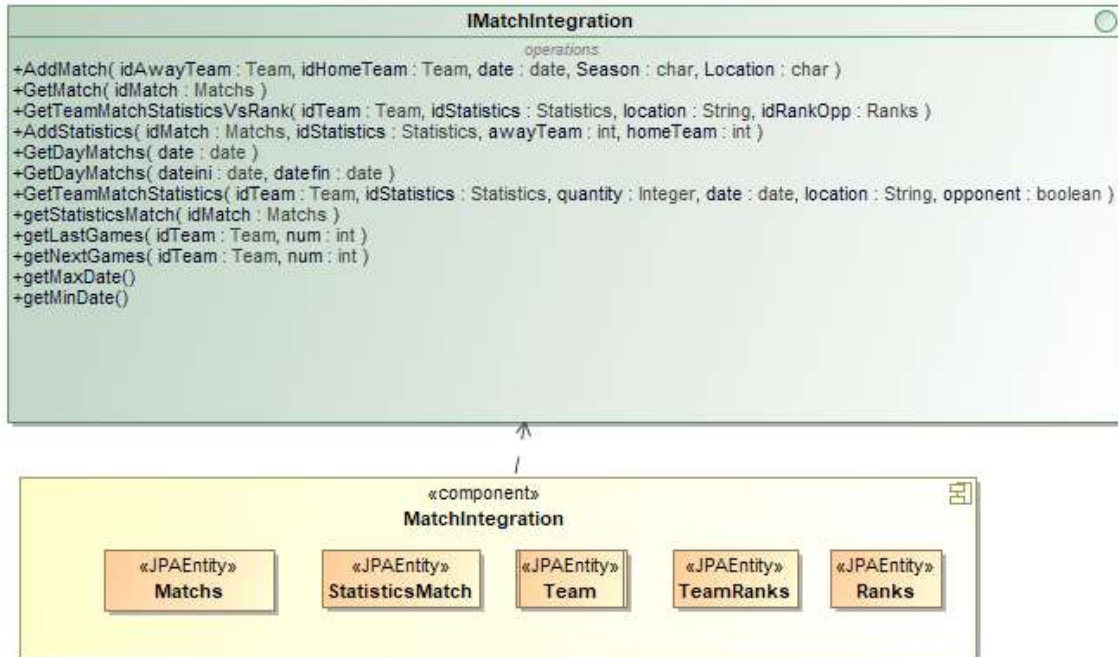 IMatchIntegration
operations
+AddMatch( idAwayTeam : Team, idHomeTeam : Team, date : date, Season : char, Location : char )
+GetMatch( idMatch : Matchs )
+GetTeamMatchStatisticsVsRank( idTeam : Team, idStatistics : Statistics, location : String, idRankOpp : Ranks )
+AddStatistics( idMatch : Matchs, idStatistics : Statistics, awayTeam : int, homeTeam : int )
+GetDayMatchs( date : date )
+GetDayMatchs( dateini : date, datefin : date )
+GetTeamMatchStatistics( idTeam : Team, idStatistics : Statistics, quantity : Integer, date : date, location : String, opponent : boolean )
+getStatisticsMatch( idMatch : Matchs )
+getLastGames( idTeam : Team, num : int )
+getNextGames( idTeam : Team, num : int )
+getMaxDate()
+getMinDate()
«component»
MatchIntegration
«JPAEntity» «JPAEntity» «JPAEntity» «JPAEntity» «JPAEntity»
Matchs StatisticsMatch Team TeamRanks Ranks